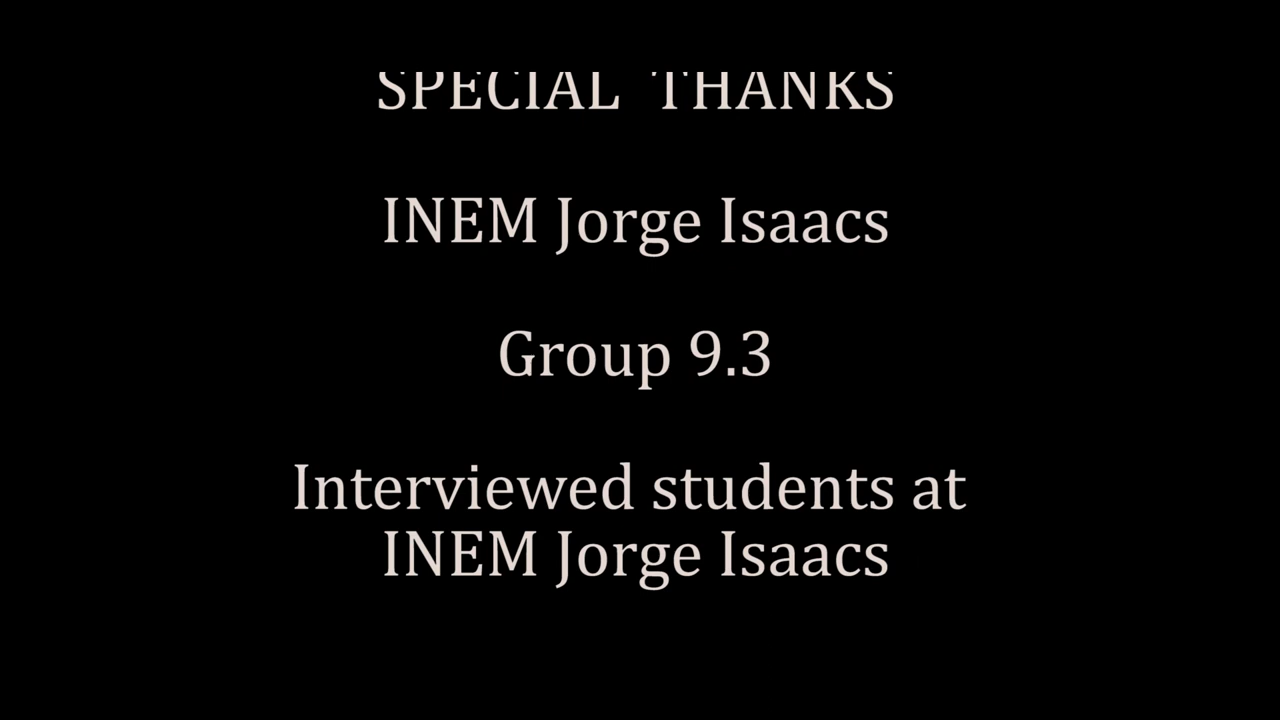 SPECIAL THANKS
INEM Jorge Isaacs
Group 9.3
Interviewed students at
INEM Jorge Isaacs